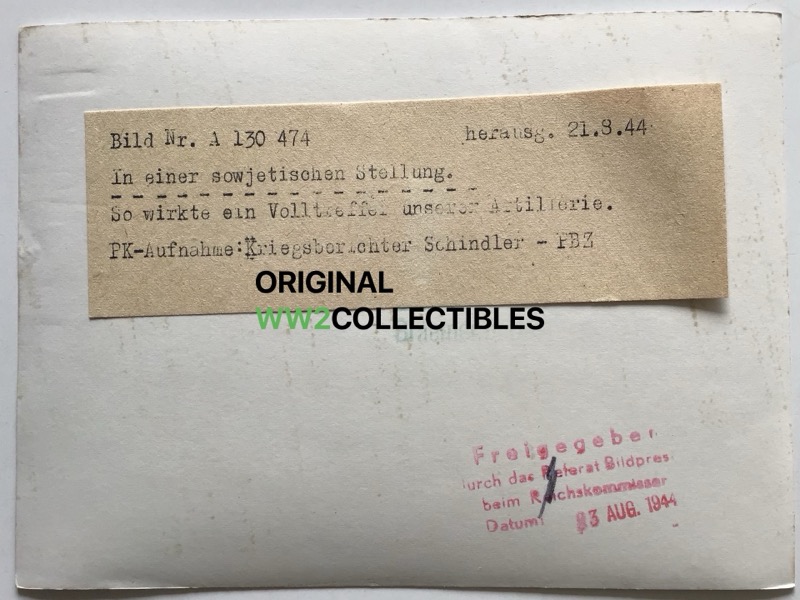 Bild Nr. A 130 474 herausg. 21.8.44
In einer sowjetischen Stellung.
So wirkte ein Volltreffer unserer Artillerie.
PK-Aufnahme:Kriegsberichter Schindler - PBZ
ORIGINAL
WW2COLLECTIBLES
Freigegeben
durch das Referat Bildpres
beim Reichskommissar
Datum: 23 AUG. 1944